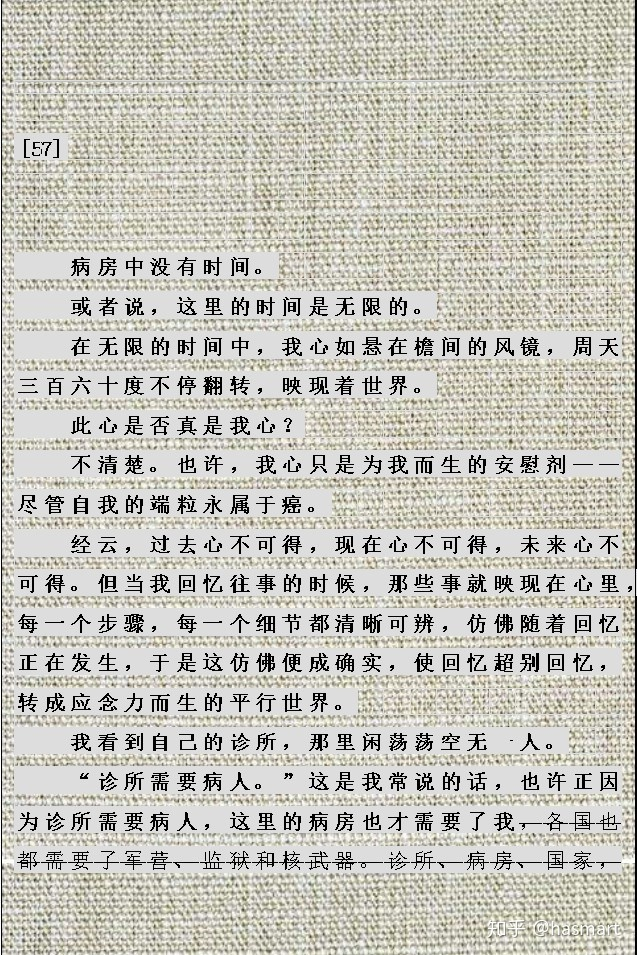 [57]
病房中没有时间。
或者说，这里的时间是无限的。
在无限的时间中，我心如悬在檐间的风镜，周天
三百六十度不停翻转，映现着世界。
此心是否真是我心？
不清楚。也许，我心只是为我而生的安慰剂——
尽管自我的端粒永属于癌。
经云，过去心不可得，现在心不可得，未来心不
可得。但当我回忆往事的时候，那些事就映现在心里，
每一个步骤，每一个细节都清晰可辨，仿佛随着回忆
正在发生，于是这仿佛便成确实，使回忆超别回忆，
转成应念力而生的平行世界。
我看到自己的诊所，那里闲荡荡空无一人。
“诊所需要病人。”这是我常说的话，也许正因
为诊所需要病人，这里的病房也才需要了我，各国也
都需要了军营、监狱和核武器。诊所、病房、国家，
知乎 @hasmart